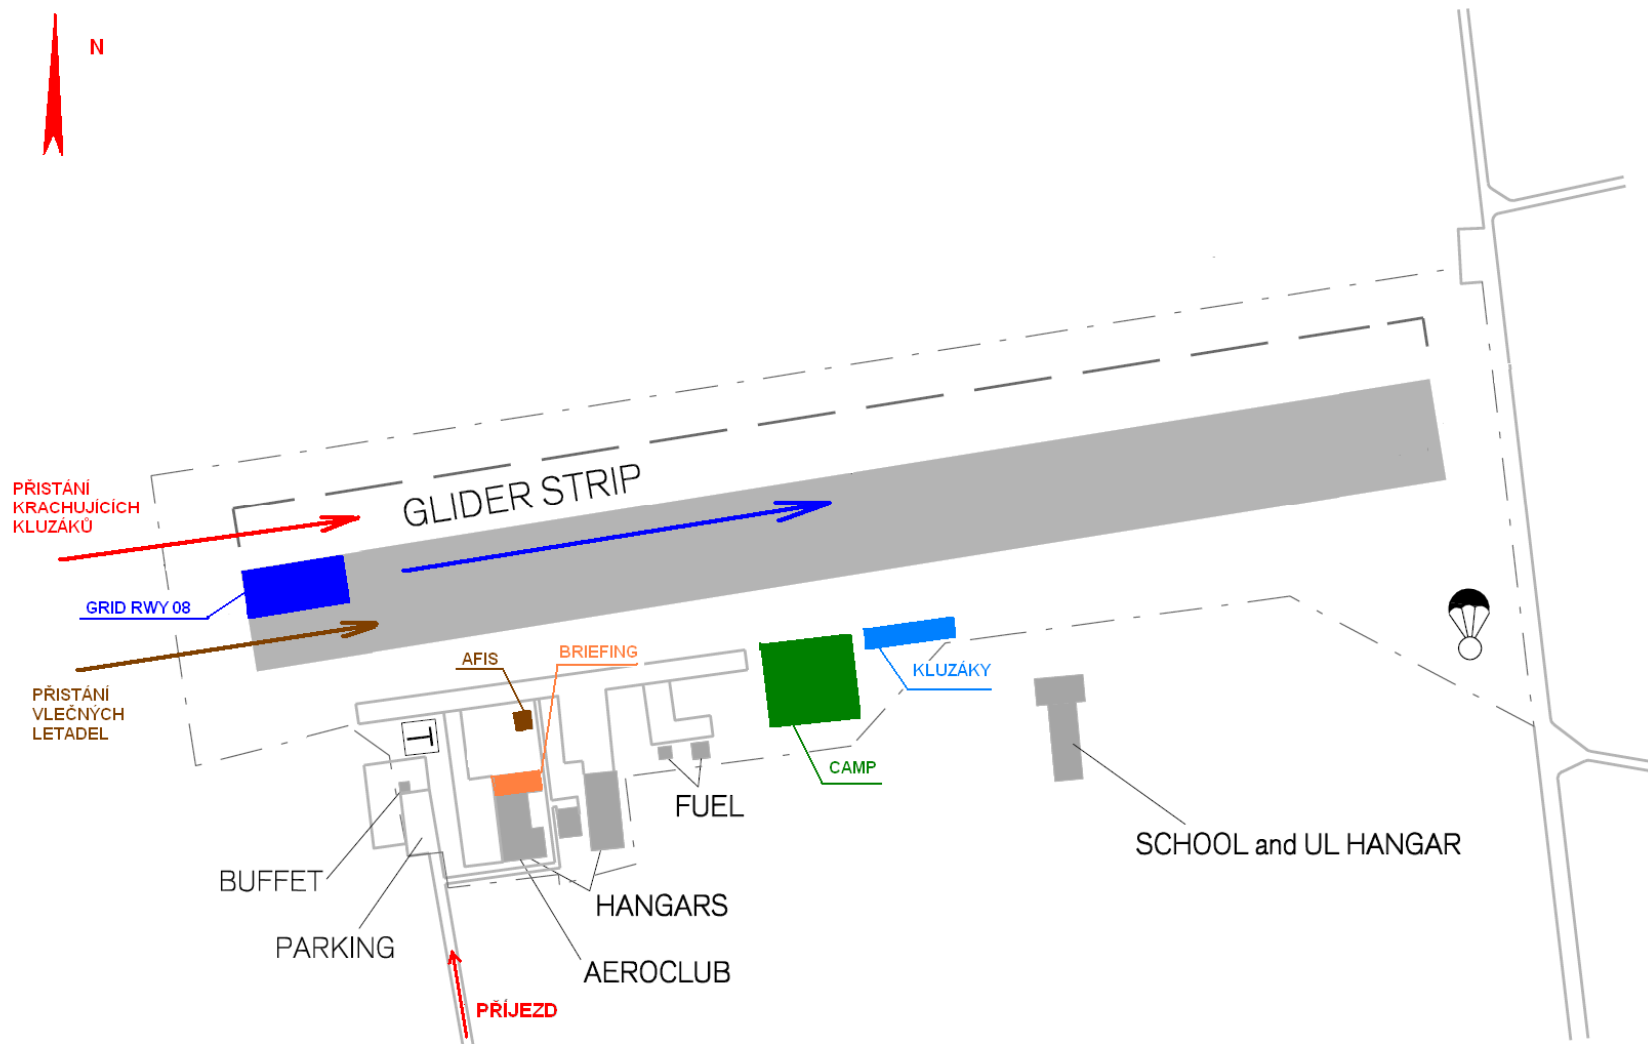 N
GLIDER STRIP
PŘISTÁNÍ
KRACHUJÍCÍCH
KLUZÁKŮ
GRID RWY 08
PŘISTÁNÍ
VLEČNÝCH
LETADEL
AFIS
BRIEFING
KLUZÁKY
T
CAMP
FUEL
SCHOOL and UL HANGAR
BUFFET
HANGARS
PARKING
AEROCLUB
PŘÍJEZD